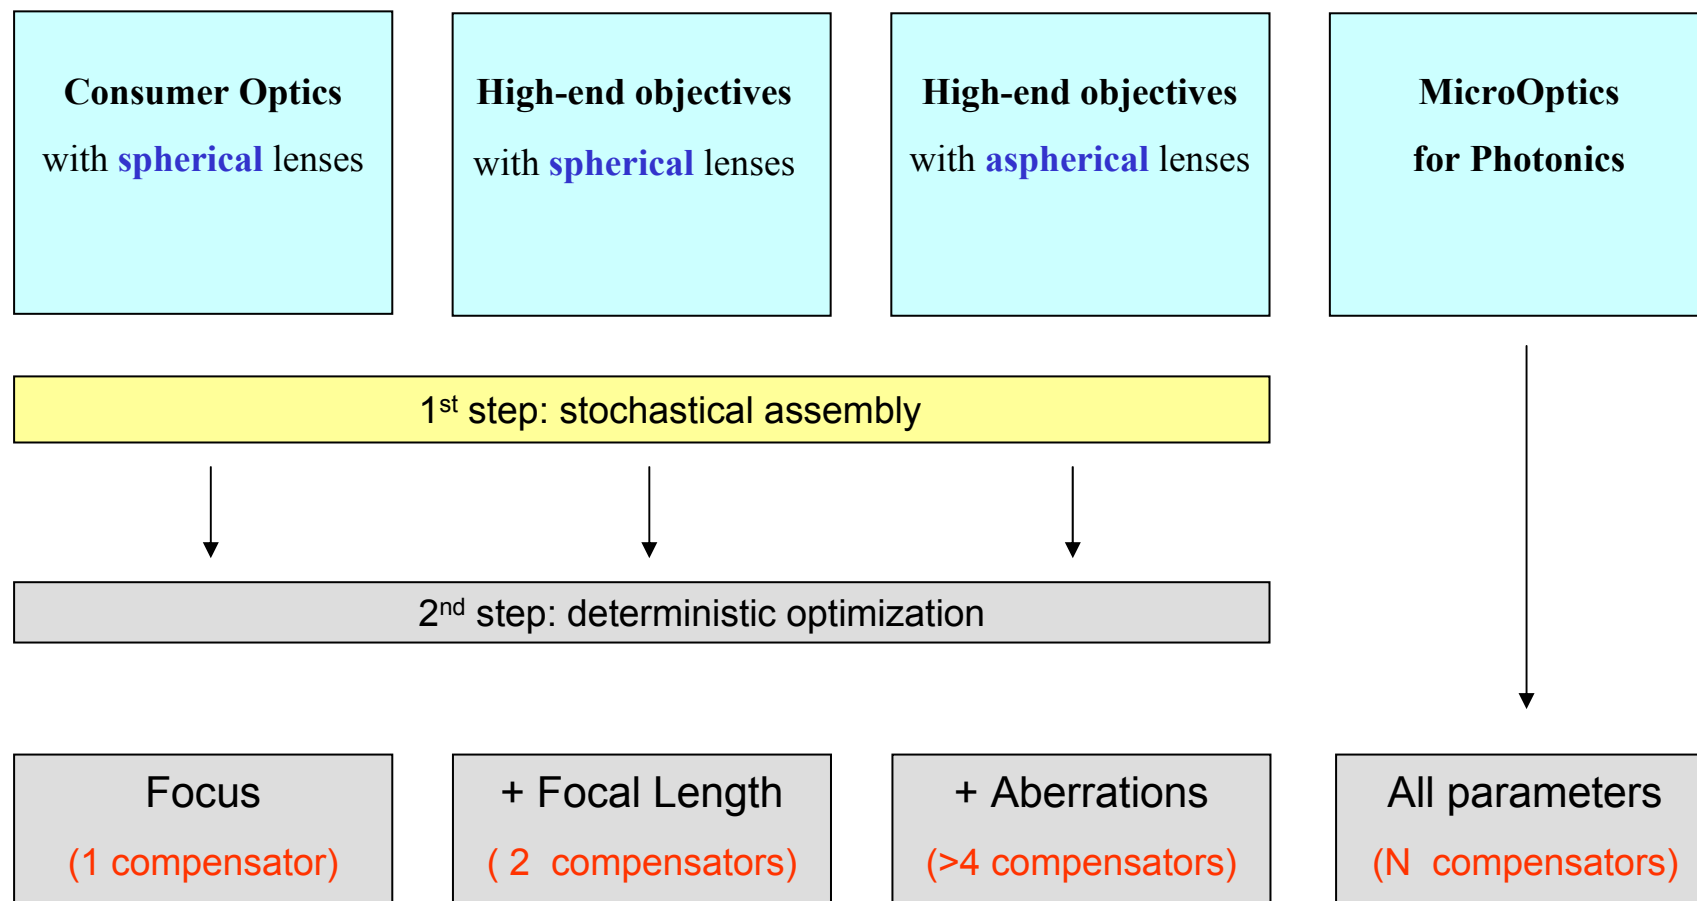 Consumer Optics
with spherical lenses
High-end objectives
with spherical lenses
High-end objectives
with aspherical lenses
MicroOptics
for Photonics
1st step: stochastical assembly
2nd step: deterministic optimization
Focus
(1 compensator)
+ Focal Length
( 2 compensators)
+ Aberrations
(>4 compensators)
All parameters
(N compensators)